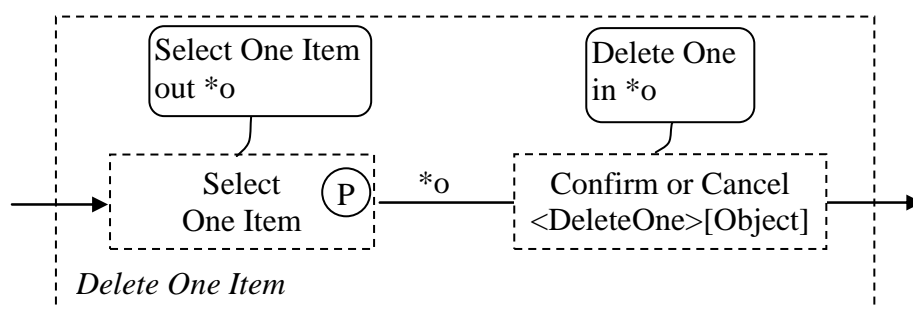 Select One Item
out *o
Delete One
in *o
Select
One Item
P
*o
Confirm or Cancel
<DeleteOne>[Object]
Delete One Item